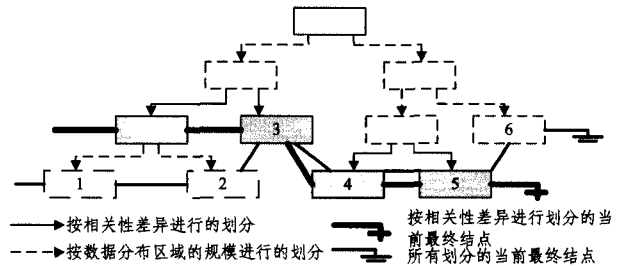 3
6
1
2
4
5
按相关性差异进行的划分
按相关性差异进行划分的当
前最终结点
按数据分布区域的规模进行的划分
所有划分的当前最终结点